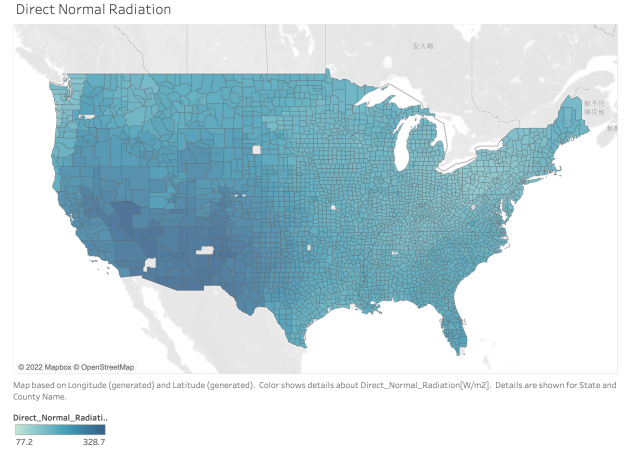 Direct Normal Radiation
安大略
新不伦
瑞克省
© 2022 Mapbox © OpenStreetMap
Map based on Longitude (generated) and Latitude (generated).  Color shows details about Direct_Normal_Radiation[W/m2].  Details are shown for State and
County Name.
Direct_Normal_Radiati..
77.2 328.7